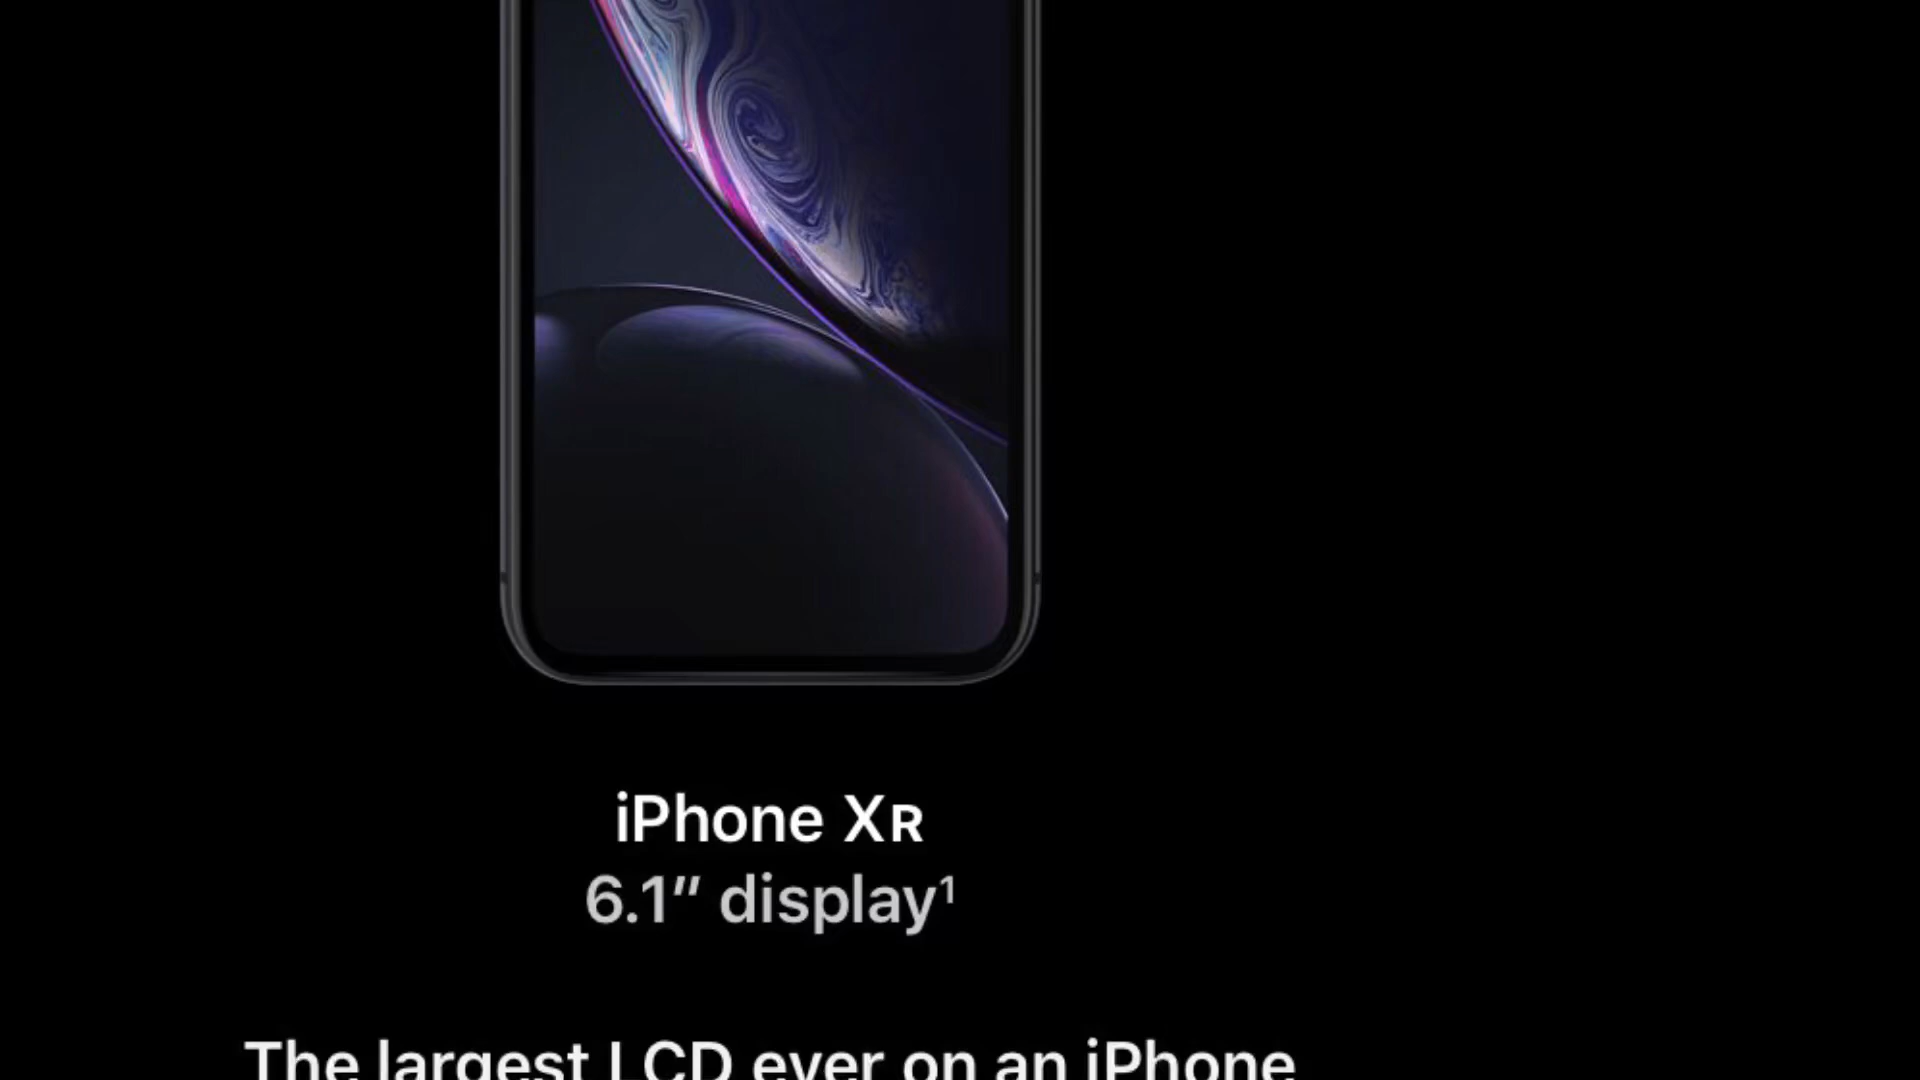 iPhone XR
6.1″ display¹
The largest LCD ever on an iPhone